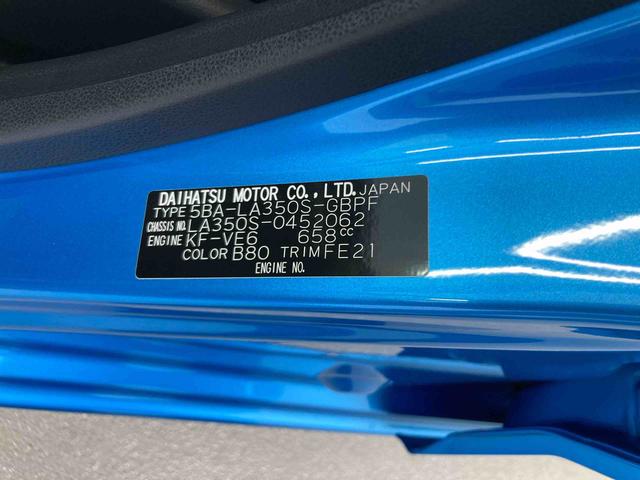 DAIHATSU MOTOR CO.,LTD. JAPAN
TYPE 5BA-LA350S-GBPF
CHASSIS NO. LA350S-0452062
ENGINE KF-VE6 658cc
COLOR B80 TRIM FE21
ENGINE NO.